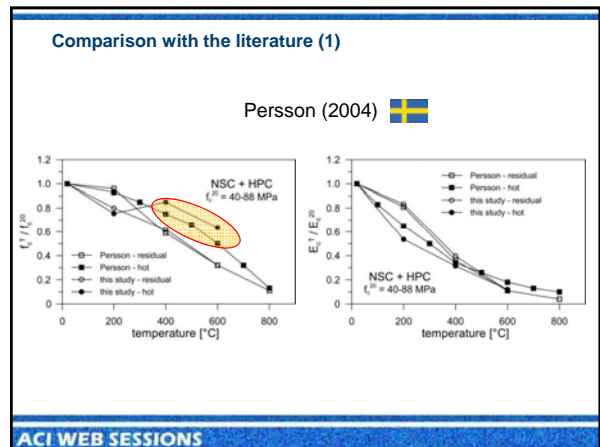 Comparison with the literature (1)
Persson (2004)
1.2
1.0
0.8
0.6
0.4
0.2
0
f_c^T / f_c^20
NSC + HPC
f_c^20 = 40-88 MPa
Persson - residual
Persson - hot
this study - residual
this study - hot
0 200 400 600 800
temperature [°C]
1.2
1.0
0.8
0.6
0.4
0.2
0
E_c^T / E_c^20
Persson - residual
Persson - hot
this study - residual
this study - hot
NSC + HPC
f_c^20 = 40-88 MPa
0 200 400 600 800
temperature [°C]
ACI WEB SESSIONS